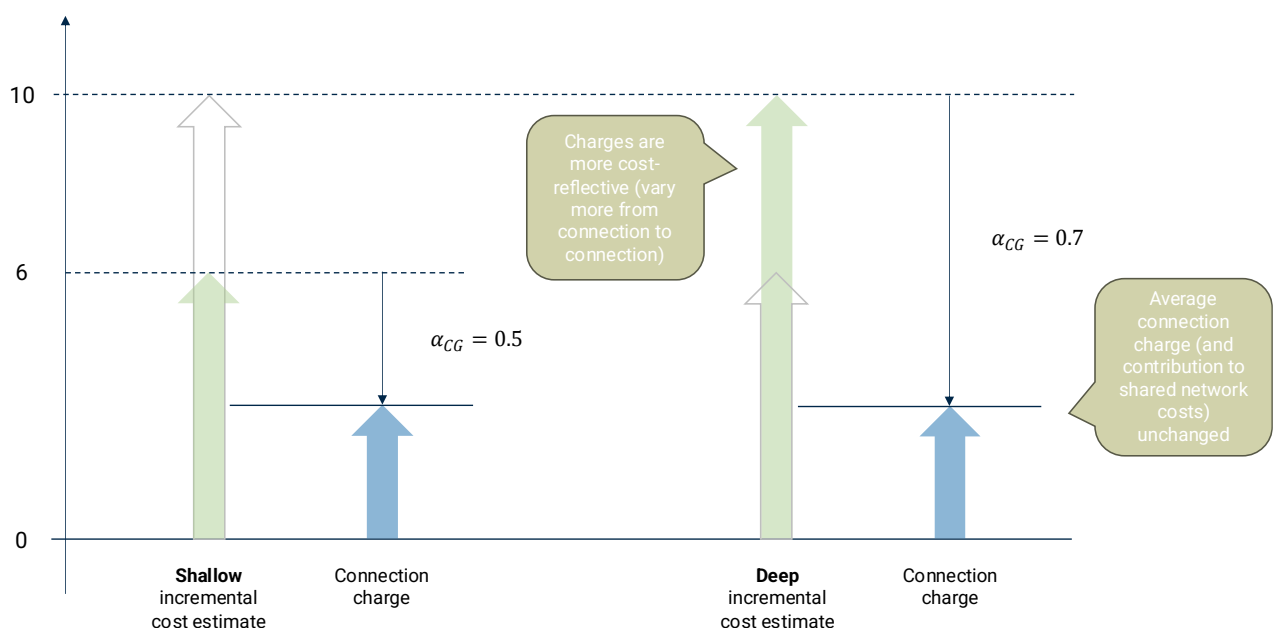 10
Charges are
more cost-
reflective (vary
more from
connection to
connection)
α_CG = 0.7
6
Average
connection
charge (and
contribution to
shared network
costs)
unchanged
α_CG = 0.5
0
Shallow
incremental
cost estimate
Connection
charge
Deep
incremental
cost estimate
Connection
charge